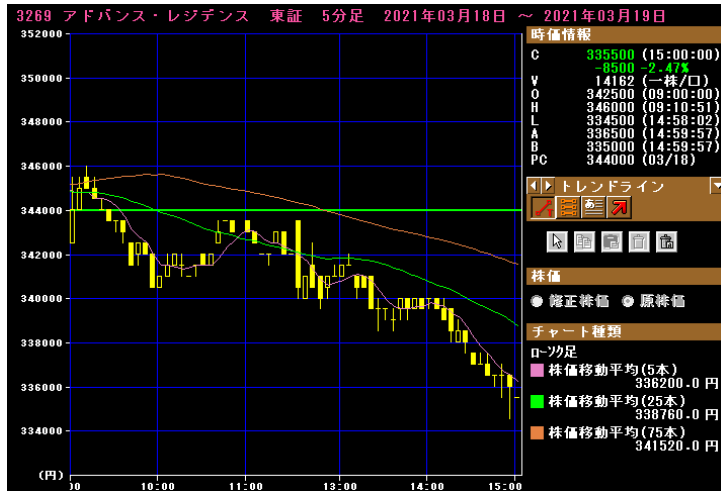 3269 アドバンス・レジデンス 東証 5分足 2021年03月18日 ～ 2021年03月19日
352000
350000
348000
346000
344000
342000
340000
338000
336000
334000
(円)
00 10:00 11:00 13:00 14:00 15:00
時価情報
C 335500 (15:00:00)
-8500 -2.47%
V 14162 (一株/口)
O 342500 (09:00:00)
H 346000 (09:10:51)
L 334500 (14:58:02)
A 336500 (14:59:57)
B 335000 (14:59:57)
PC 344000 (03/18)
トレンドライン
あ
株価
修正株価 原株価
チャート種類
ﾛｰｿｸ足
株価移動平均(5本)
336200.0 円
株価移動平均(25本)
338760.0 円
株価移動平均(75本)
341520.0 円